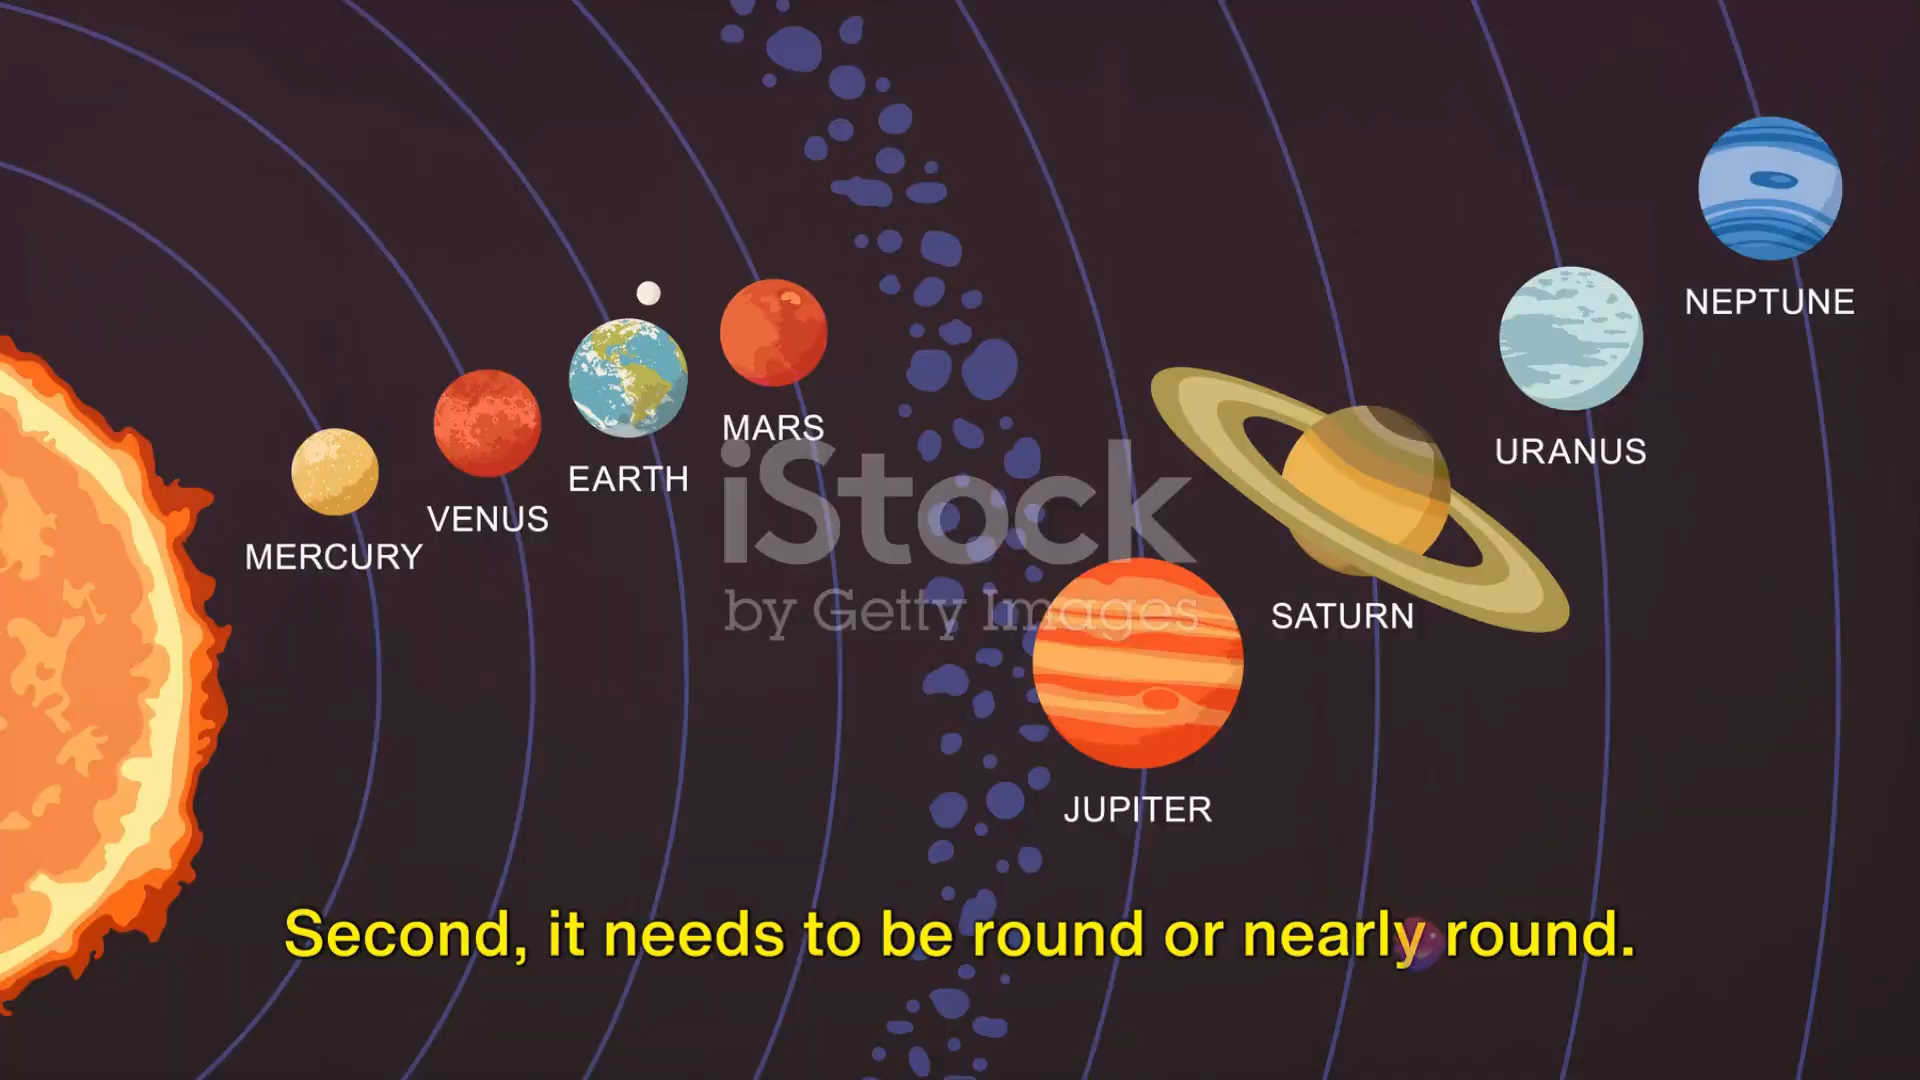 NEPTUNE
URANUS
MARS
EARTH
VENUS
MERCURY
iStock
by Getty Images
SATURN
JUPITER
Second, it needs to be round or nearly round.